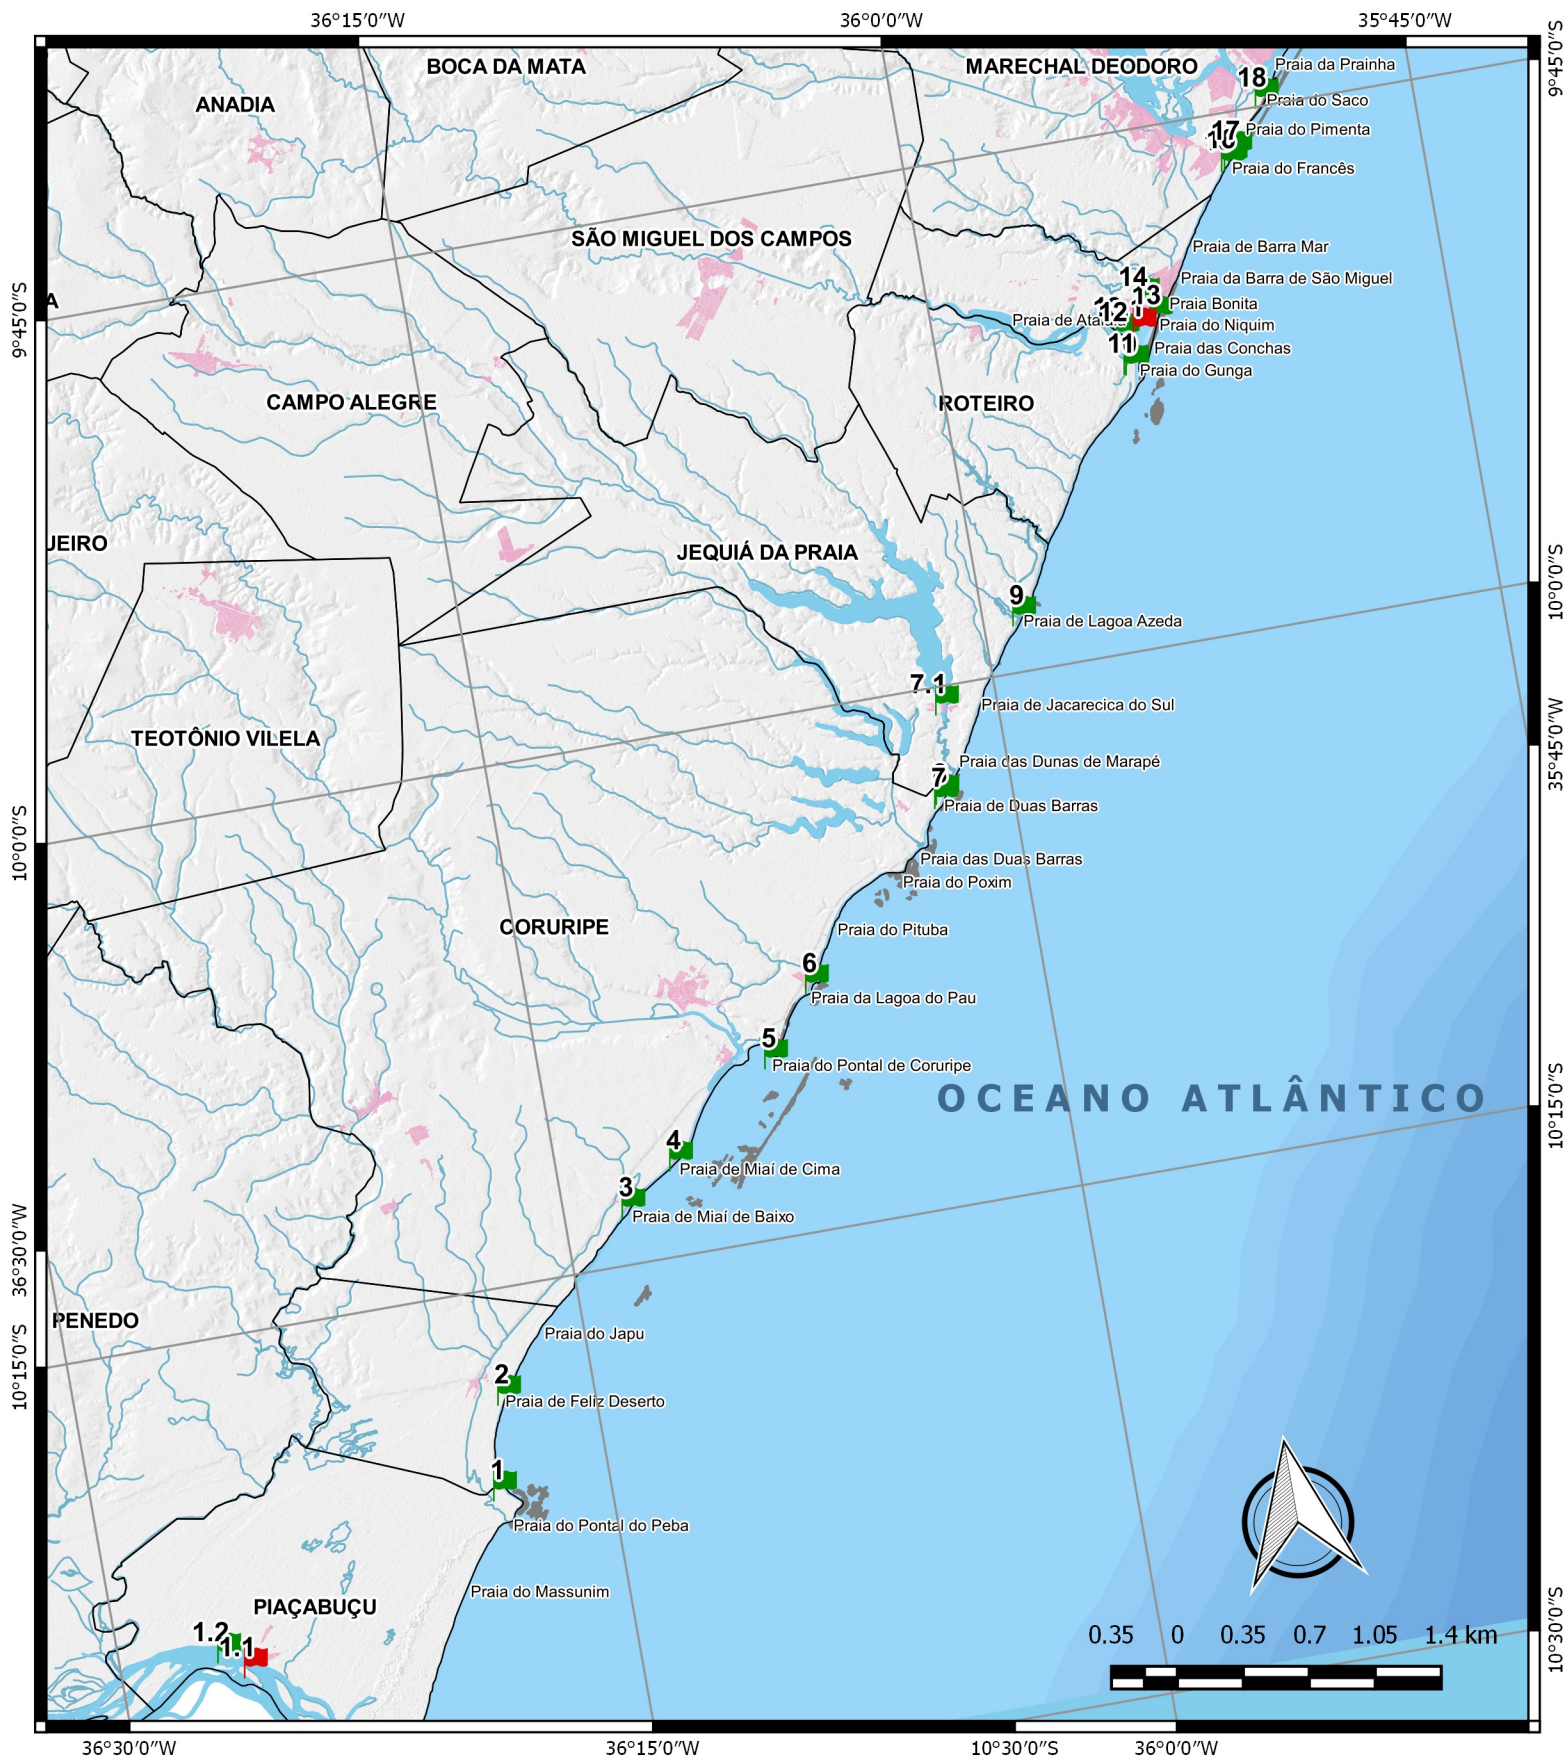 36°15'0"W
36°0'0"W
35°45'0"W
9°45'0"S
BOCA DA MATA
MARECHAL DEODORO
Praia da Prainha
18
Praia do Saco
ANADIA
17
Praia do Pimenta
Praia do Francês
SÃO MIGUEL DOS CAMPOS
Praia de Barra Mar
14
Praia da Barra de São Miguel
13
Praia Bonita
A
12
Praia do Niquim
9°45'0"S
11
Praia das Conchas
Praia do Gunga
CAMPO ALEGRE
ROTEIRO
JEIRO
JEQUIÁ DA PRAIA
10°0'0"S
9
Praia de Lagoa Azeda
7.1
Praia de Jacarecica do Sul
35°45'0"W
TEOTÔNIO VILELA
Praia das Dunas de Marapé
7
Praia de Duas Barras
10°0'0"S
Praia das Duas Barras
Praia do Poxim
CORURIPE
Praia do Pituba
6
Praia da Lagoa do Pau
5
Praia do Pontal de Coruripe
OCEANO ATLÂNTICO
10°15'0"S
4
Praia de Miaí de Cima
3
Praia de Miaí de Baixo
36°30'0"W
PENEDO
Praia do Japu
10°15'0"S
2
Praia de Feliz Deserto
1
Praia do Pontal do Peba
Praia do Massunim
PIAÇABUÇU
1.2
1.1
0.35 0 0.35 0.7 1.05 1.4 km
10°30'0"S
36°30'0"W
36°15'0"W
10°30'0"S
36°0'0"W